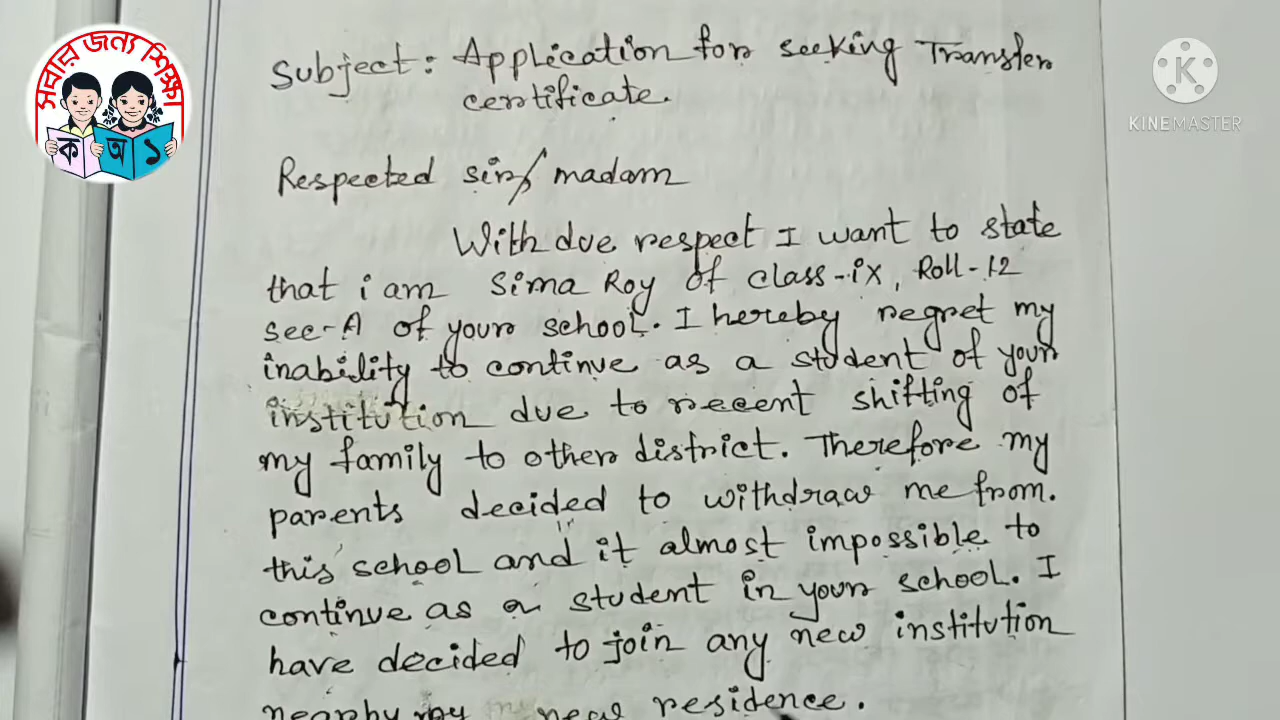 সবার জন্য শিক্ষা
ক অ ১
K
KINEMASTER
Subject: Application for seeking Transfer
certificate.
Respected sir/madam
With due respect I want to state
that i am Sima Roy of class-ix, Roll-12
sec-A of your school. I hereby regret my
inability to continue as a student of your
institution due to recent shifting of
my family to other district. Therefore my
parents decided to withdraw me from.
this school and it almost impossible to
continue as a student in your school. I
have decided to join any new institution
nearby my new residence.